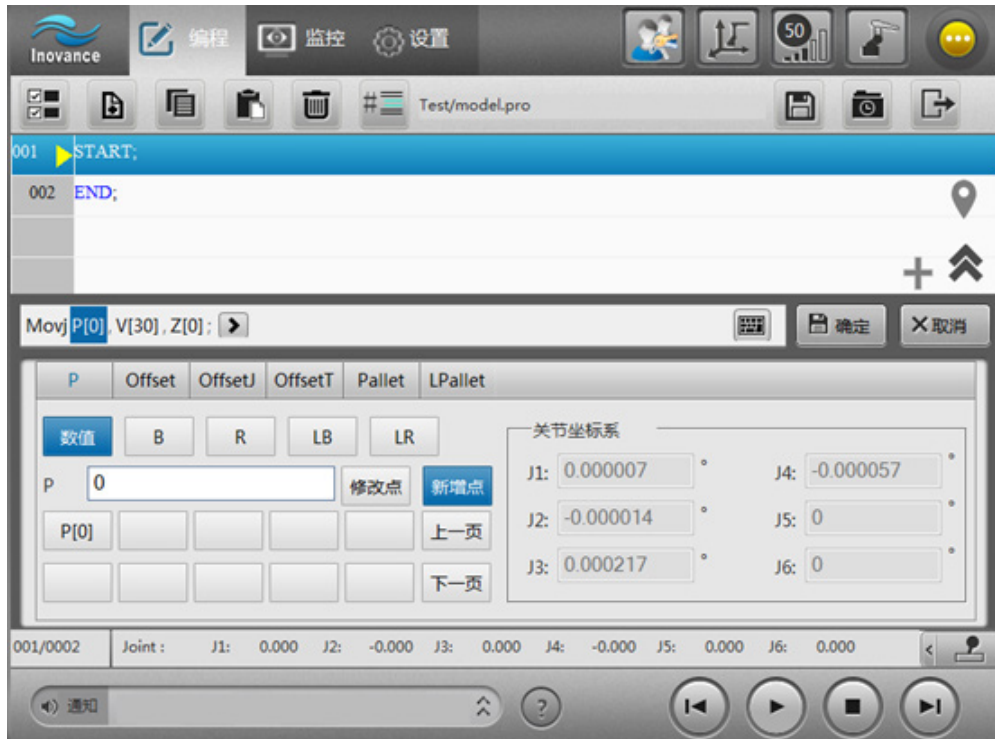 Inovance 编程 监控 设置 50
Test/model.pro
001 START;
002 END;
Movj P[0] , V[30] , Z[0] ; 确定 取消
P Offset OffsetJ OffsetT Pallet LPallet
数值 B R LB LR
关节坐标系
P 0 修改点 新增点
J1: 0.000007 ° J4: -0.000057 °
P[0] 上一页
J2: -0.000014 ° J5: 0 °
下一页
J3: 0.000217 ° J6: 0 °
001/0002 Joint : J1: 0.000 J2: -0.000 J3: 0.000 J4: -0.000 J5: 0.000 J6: 0.000
通知 ?